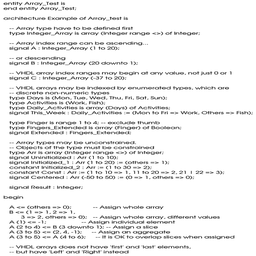 entity Array_Test is
end entity Array_Test;
architecture Example of Array_Test is
-- Array type have to be defined first
type Integer_Array is array (Integer range <>) of Integer;
-- Array index range can be ascending...
signal A : Integer_Array (1 to 20);
-- or descending
signal B : Integer_Array (20 downto 1);
-- VHDL array index ranges may begin at any value, not just 0 or 1
signal C : Integer_Array (-37 to 20);
-- VHDL arrays may be indexed by enumerated types, which are
-- discrete non-numeric types
type Days is (Mon, Tue, Wed, Thu, Fri, Sat, Sun);
type Activities is (Work, Fish);
type Daily_Activities is array (Days) of Activities;
signal This_Week : Daily_Activities := (Mon to Fri => Work, Others => Fish);
type Finger is range 1 to 4; -- exclude thumb
type Fingers_Extended is array (Finger) of Boolean;
signal Extended : Fingers_Extended;
-- Array types may be unconstrained.
-- Objects of the type must be constrained
type Arr is array (Integer range <>) of Integer;
signal Uninitialized : Arr (1 to 10);
signal Initialized_1 : Arr (1 to 20) := (others => 1);
constant Initialized_2 : Arr := (1 to 30 => 2);
constant Const : Arr := (1 to 10 => 1, 11 to 20 => 2, 21 | 22 => 3);
signal Centered : Arr (-50 to 50) := (0 => 1, others => 0);
signal Result : Integer;
begin
A <= (others => 0); -- Assign whole array
B <= (1 => 1, 2 => 1,
3 => 2, others => 0); -- Assign whole array, different values
A (1) <= 1; -- Assign individual element
A (2 to 4) <= B (3 downto 1); -- Assign a slice
A (3 to 5) <= (2, 4, -1); -- Assign an aggregate
A (3 to 5) <= A (4 to 6); -- It is OK to overlap slices when assigned
-- VHDL arrays does not have 'first' and 'last' elements,
-- but have 'Left' and 'Right' instead